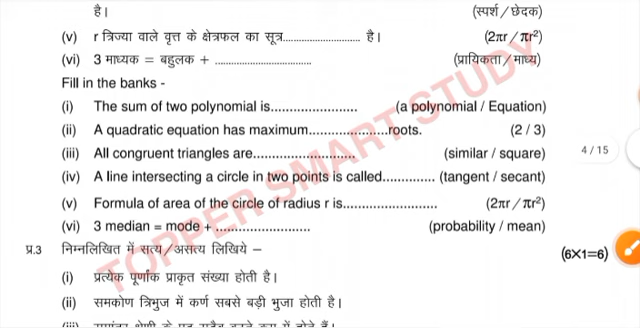 है। (स्पर्श / छेदक)
(v) r त्रिज्या वाले वृत्त के क्षेत्रफल का सूत्र............................ है। (2πr / πr²)
(vi) 3 माध्यक = बहुलक + .................................. (प्रायिकता / माध्य)
Fill in the banks -
(i) The sum of two polynomial is....................... (a polynomial / Equation)
(ii) A quadratic equation has maximum.....................roots. (2 / 3)
(iii) All congruent triangles are........................... (similar / square)
(iv) A line intersecting a circle in two points is called.............. (tangent / secant)
(v) Formula of area of the circle of radius r is......................... (2πr / πr²)
(vi) 3 median = mode + ......................... (probability / mean)
प्र.3 निम्नलिखित में सत्य / असत्य लिखिये – (6×1=6)
(i) प्रत्येक पूर्णांक प्राकृत संख्या होती है।
(ii) समकोण त्रिभुज में कर्ण सबसे बड़ी भुजा होती है।
4 / 15
TOPPER SMART STUDY